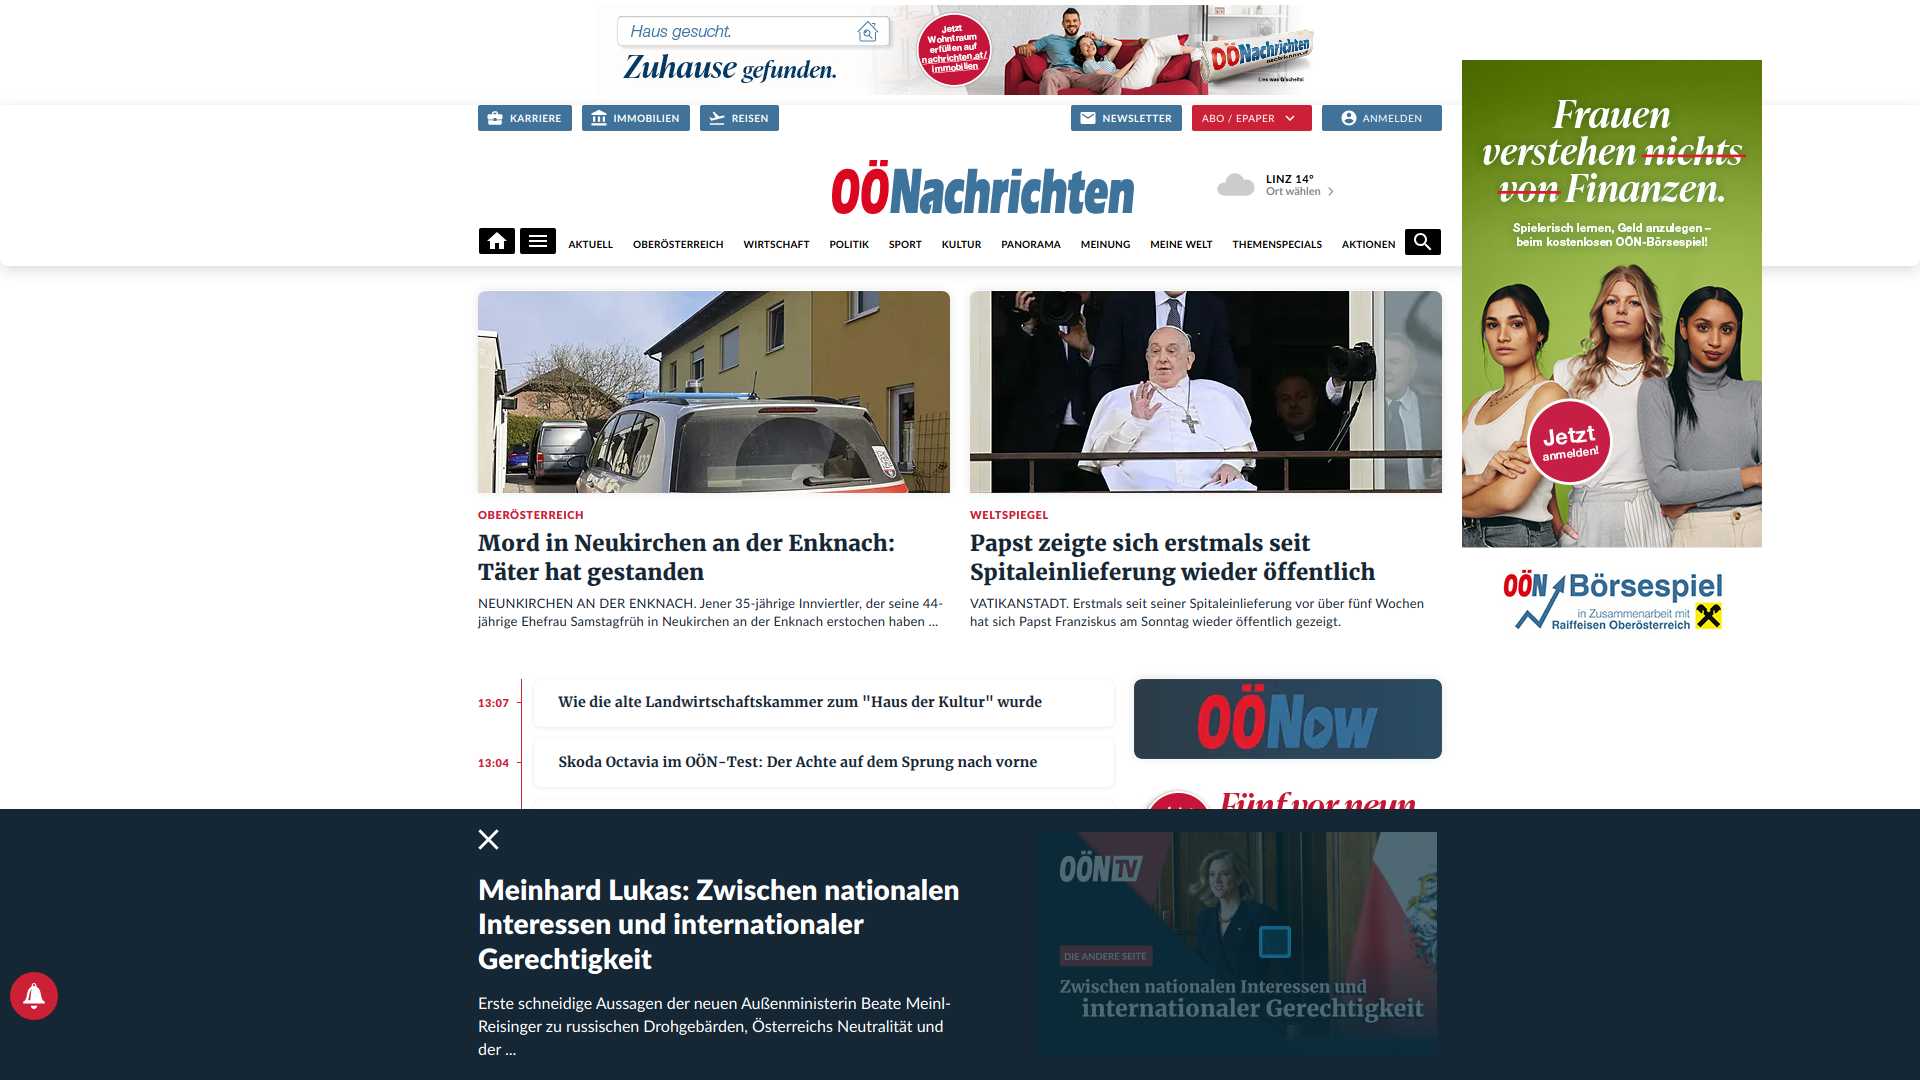 Haus gesucht.
Zuhause gefunden.
Jetzt
Wohntraum
erfüllen auf
nachrichten.at/
immobilien
OÖNachrichten
Lies was G'scheits!
KARRIERE
IMMOBILIEN
REISEN
NEWSLETTER
ABO / EPAPER
ANMELDEN
OÖNachrichten
LINZ 14°
Ort wählen
AKTUELL
OBERÖSTERREICH
WIRTSCHAFT
POLITIK
SPORT
KULTUR
PANORAMA
MEINUNG
MEINE WELT
THEMENSPECIALS
AKTIONEN
Frauen
verstehen nichts
von Finanzen.
Spielerisch lernen, Geld anzulegen –
beim kostenlosen OÖN-Börsespiel!
Jetzt
anmelden!
OÖN Börsespiel
in Zusammenarbeit mit
Raiffeisen Oberösterreich
OBERÖSTERREICH
Mord in Neukirchen an der Enknach:
Täter hat gestanden
NEUNKIRCHEN AN DER ENKNACH. Jener 35-jährige Innviertler, der seine 44-
jährige Ehefrau Samstagfrüh in Neukirchen an der Enknach erstochen haben ...
WELTSPIEGEL
Papst zeigte sich erstmals seit
Spitaleinlieferung wieder öffentlich
VATIKANSTADT. Erstmals seit seiner Spitaleinlieferung vor über fünf Wochen
hat sich Papst Franziskus am Sonntag wieder öffentlich gezeigt.
13:07
Wie die alte Landwirtschaftskammer zum "Haus der Kultur" wurde
13:04
Skoda Octavia im OÖN-Test: Der Achte auf dem Sprung nach vorne
OÖNow
Fünf vor neun
Meinhard Lukas: Zwischen nationalen
Interessen und internationaler
Gerechtigkeit
Erste schneidige Aussagen der neuen Außenministerin Beate Meinl-
Reisinger zu russischen Drohgebärden, Österreichs Neutralität und
der ...
OÖN TV
DIE ANDERE SEITE
Zwischen nationalen Interessen und
internationaler Gerechtigkeit